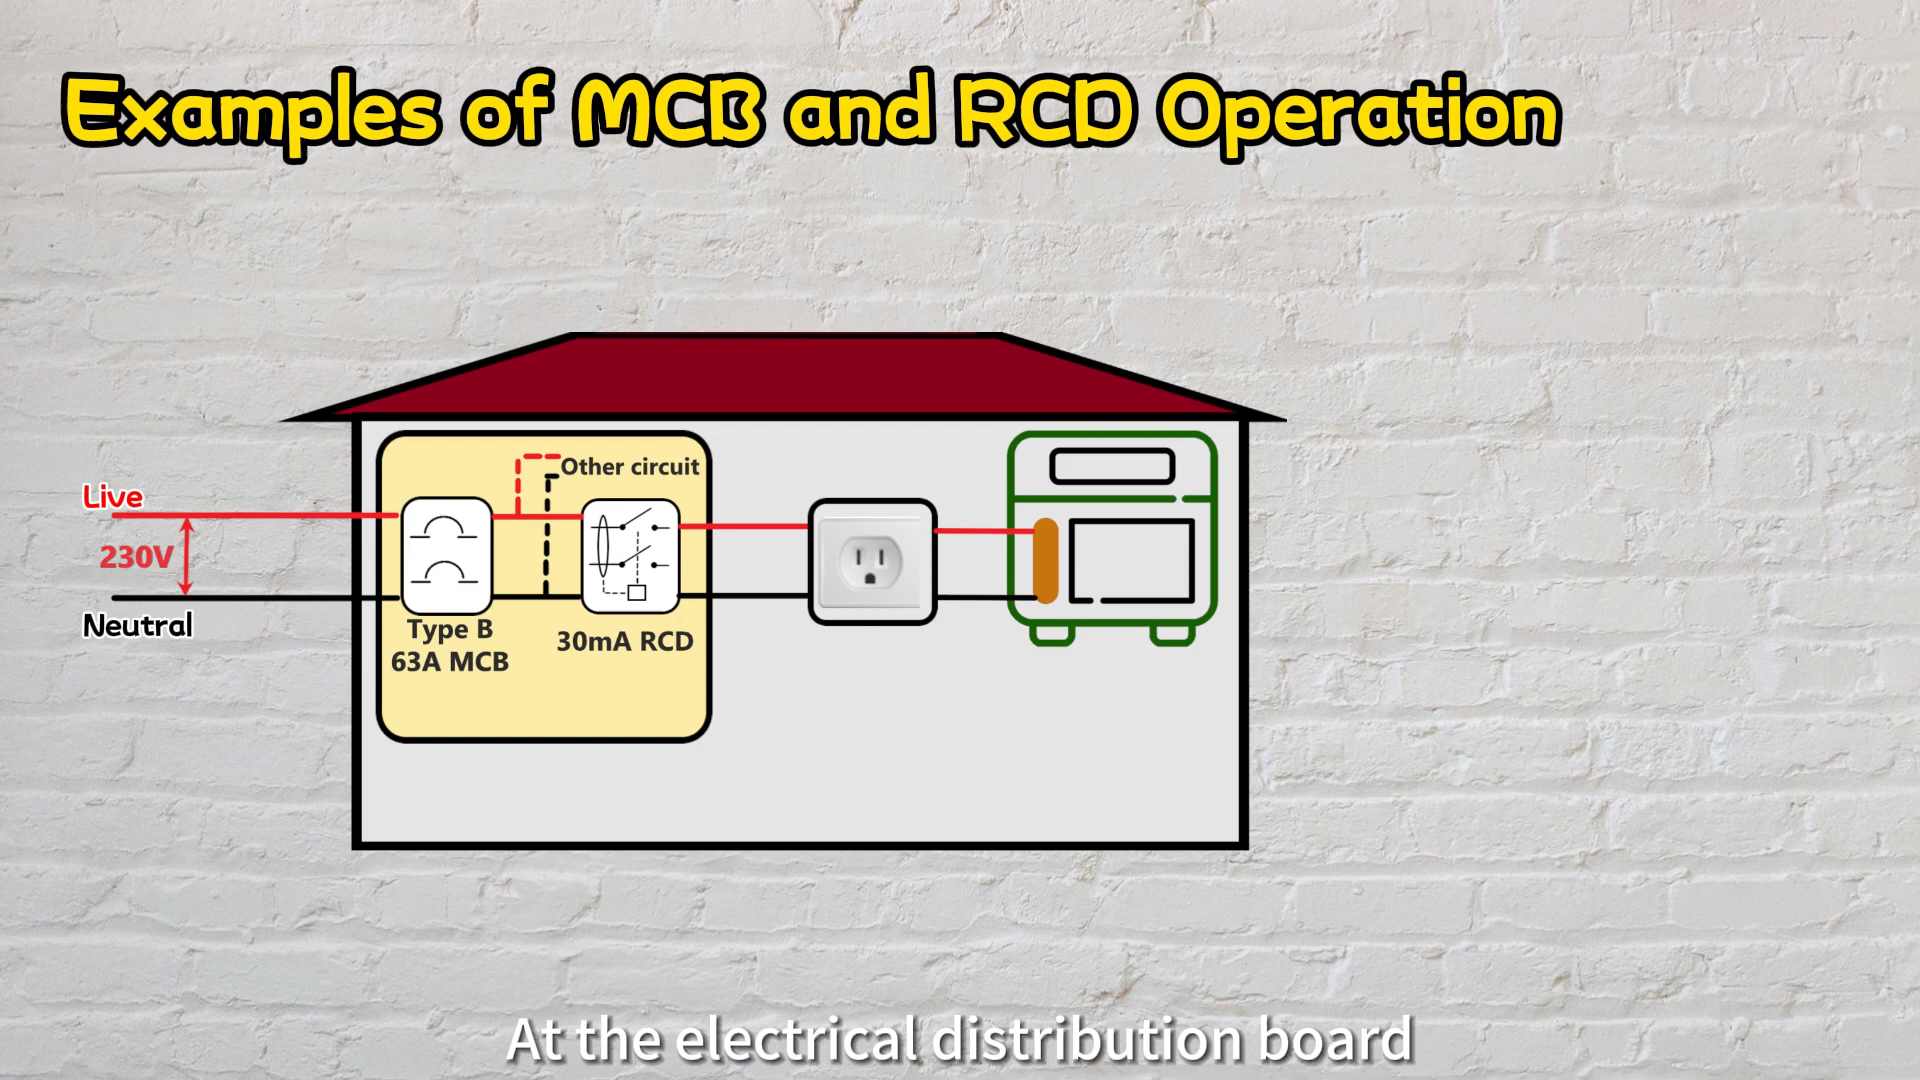 Examples of MCB and RCD Operation
Other circuit
Live
230V
Neutral
Type B
63A MCB
30mA RCD
At the electrical distribution board